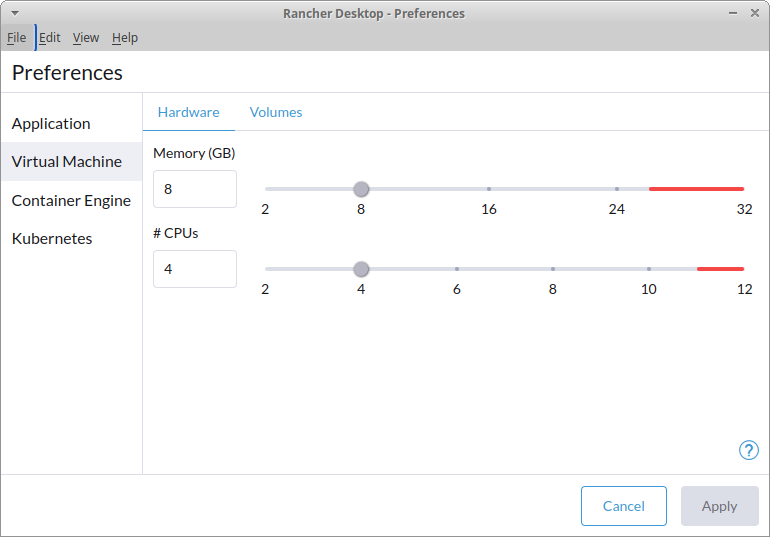 Rancher Desktop - Preferences
File Edit View Help
Preferences
Application
Virtual Machine
Container Engine
Kubernetes
Hardware Volumes
Memory (GB)
8
2 8 16 24 32
# CPUs
4
2 4 6 8 10 12
?
Cancel Apply